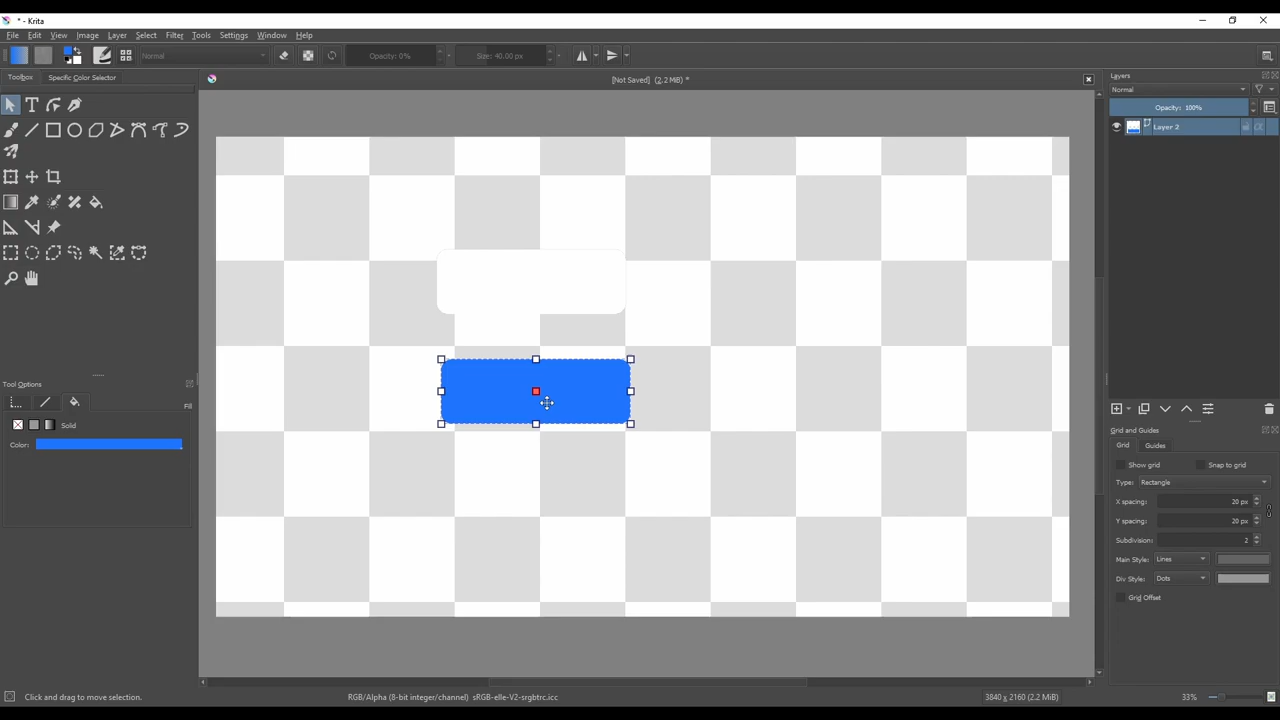 * - Krita
File Edit View Image Layer Select Filter Tools Settings Window Help
Normal Opacity: 0% Size: 40.00 px
Toolbox Specific Color Selector
[Not Saved] (2.2 MiB) *
Layers
Normal
Opacity: 100%
Layer 2
Tool Options
Fill
Solid
Color:
Grid and Guides
Grid Guides
Show grid Snap to grid
Type: Rectangle
X spacing: 20 px
Y spacing: 20 px
Subdivision: 2
Main Style: Lines
Div Style: Dots
Grid Offset
Click and drag to move selection.
RGB/Alpha (8-bit integer/channel) sRGB-elle-V2-srgbtrc.icc
3840 x 2160 (2.2 MiB)
33%